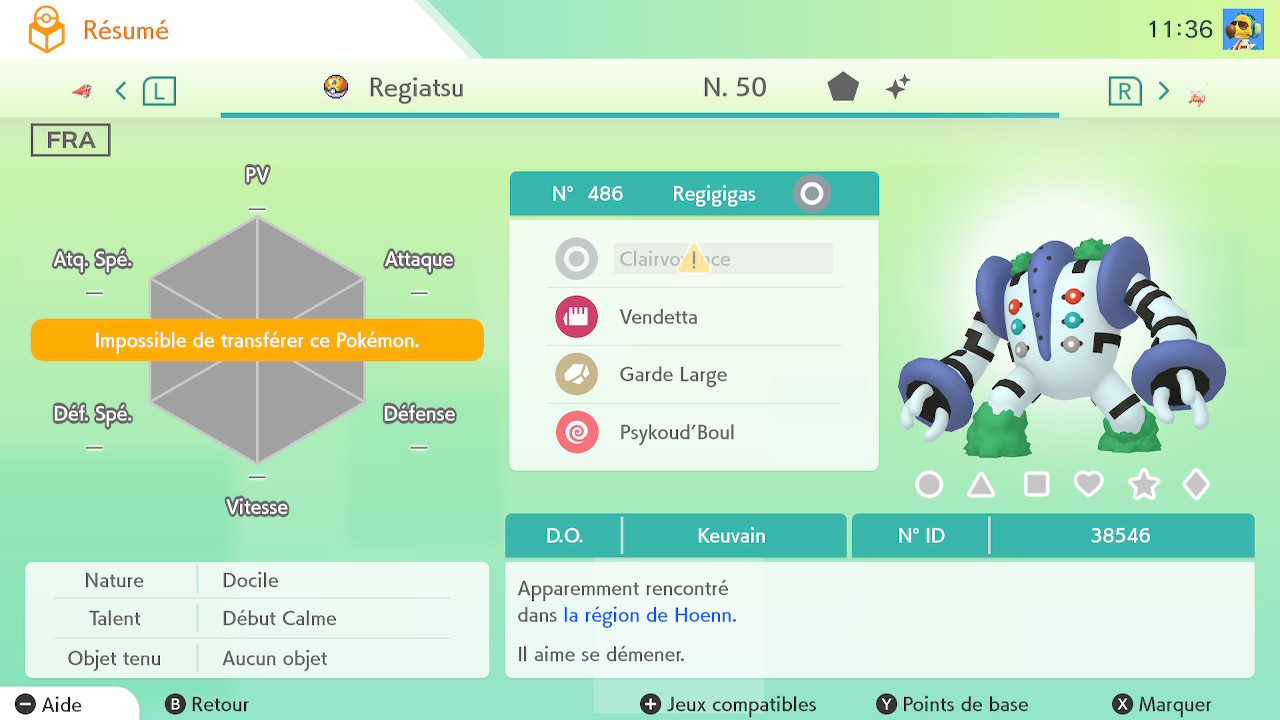 Résumé
11:36
L
Regiatsu
N. 50
R
FRA
PV
—
Atq. Spé.
—
Attaque
—
Impossible de transférer ce Pokémon.
Déf. Spé.
—
Défense
—
—
Vitesse
N° 486 Regigigas
Clairvoyance
Vendetta
Garde Large
Psykoud'Boul
D.O. Keuvain
N° ID 38546
Nature Docile
Talent Début Calme
Objet tenu Aucun objet
Apparemment rencontré
dans la région de Hoenn.
Il aime se démener.
Aide
B Retour
Jeux compatibles
Y Points de base
X Marquer